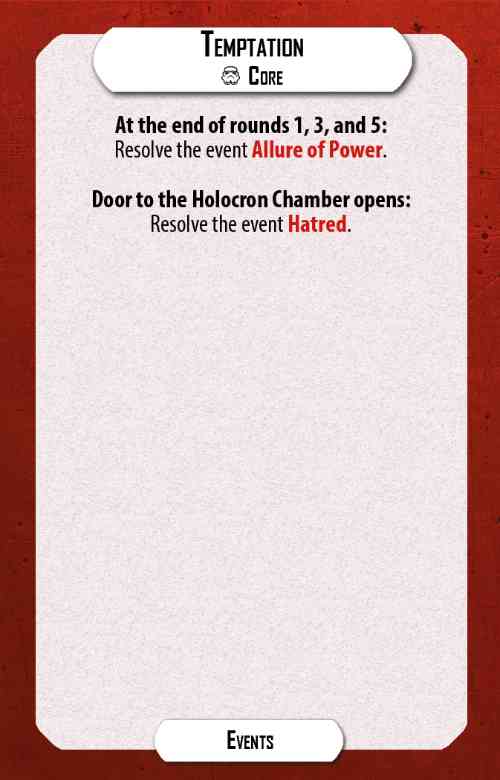 Temptation
Core
At the end of rounds 1, 3, and 5:
Resolve the event Allure of Power.
Door to the Holocron Chamber opens:
Resolve the event Hatred.
Events